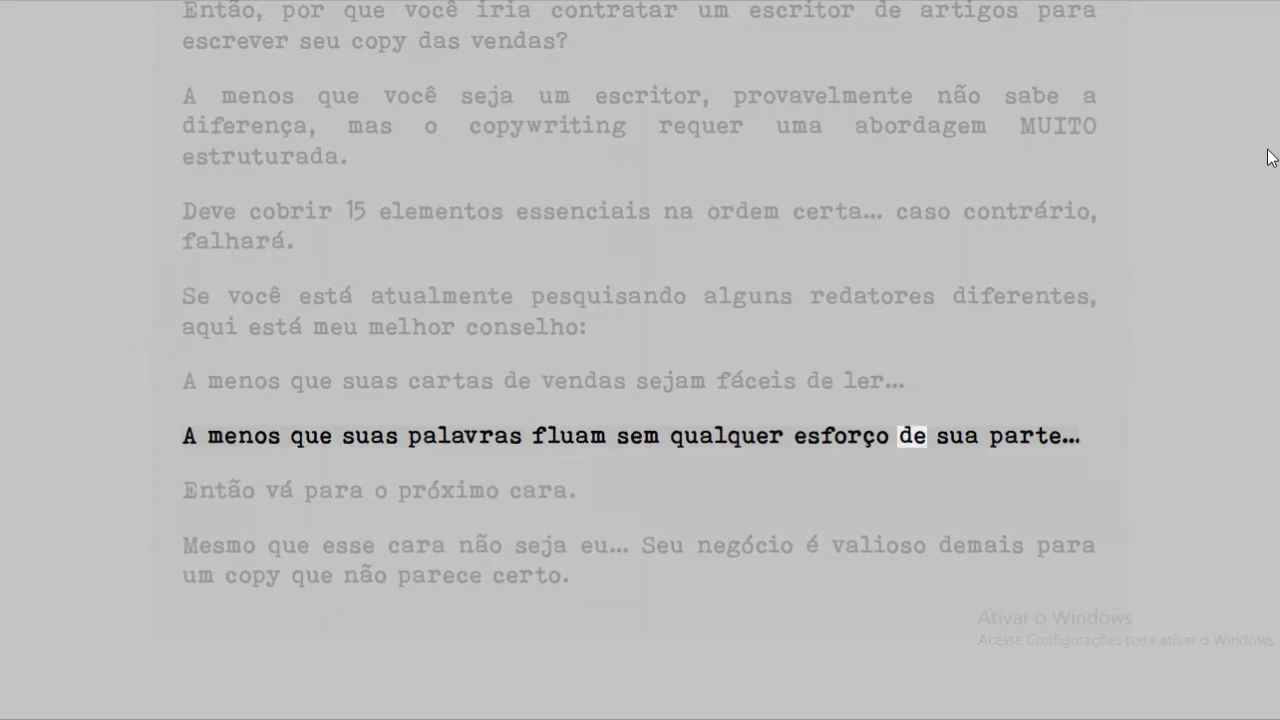 Então, por que você iria contratar um escritor de artigos para
escrever seu copy das vendas?
A menos que você seja um escritor, provavelmente não sabe a
diferença, mas o copywriting requer uma abordagem MUITO
estruturada.
Deve cobrir 15 elementos essenciais na ordem certa... caso contrário,
falhará.
Se você está atualmente pesquisando alguns redatores diferentes,
aqui está meu melhor conselho:
A menos que suas cartas de vendas sejam fáceis de ler...
A menos que suas palavras fluam sem qualquer esforço de sua parte...
Então vá para o próximo cara.
Mesmo que esse cara não seja eu... Seu negócio é valioso demais para
um copy que não parece certo.
Ativar o Windows
Acesse Configurações para ativar o Windows.